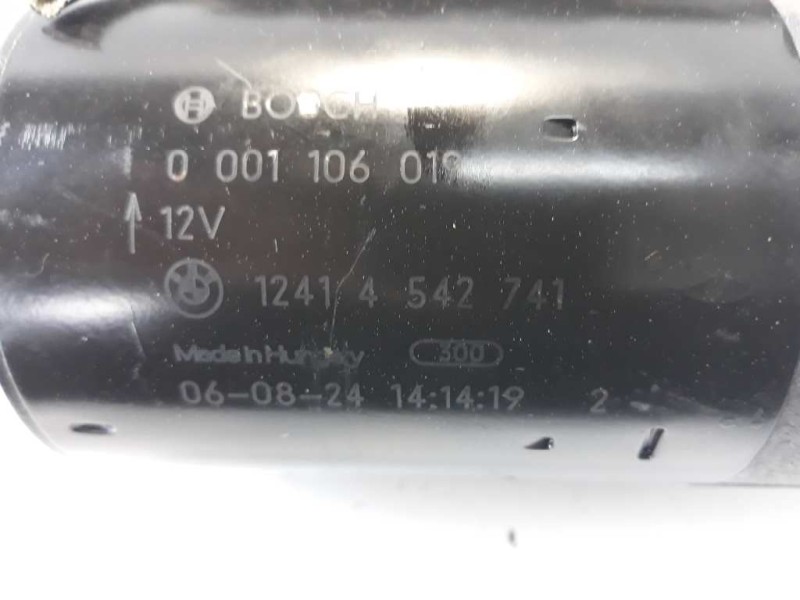 BOSCH
0 001 106 019
12V
1241 4 542 741
Made in Hungary
300
06-08-24 14:14:19 2